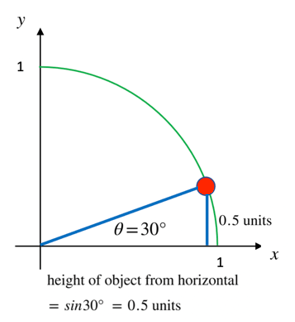 y
1
θ=30°
0.5 units
1
x
height of object from horizontal
= sin30° = 0.5 units